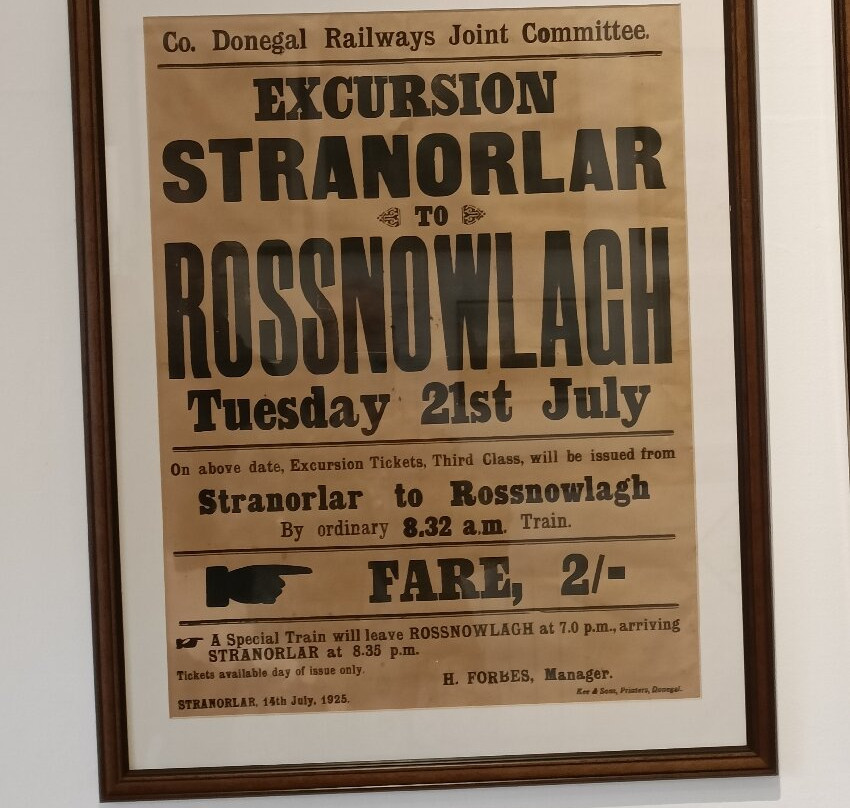 Co. Donegal Railways Joint Committee.
EXCURSION
STRANORLAR
TO
ROSSNOWLAGH
Tuesday 21st July
On above date, Excursion Tickets, Third Class, will be issued from
Stranorlar to Rossnowlagh
By ordinary 8.32 a.m. Train.
FARE, 2/-
A Special Train will leave ROSSNOWLAGH at 7.0 p.m., arriving
STRANORLAR at 8.35 p.m.
Tickets available day of issue only.
H. FORBES, Manager.
Kee & Sons, Printers, Donegal.
STRANORLAR, 14th July, 1925.